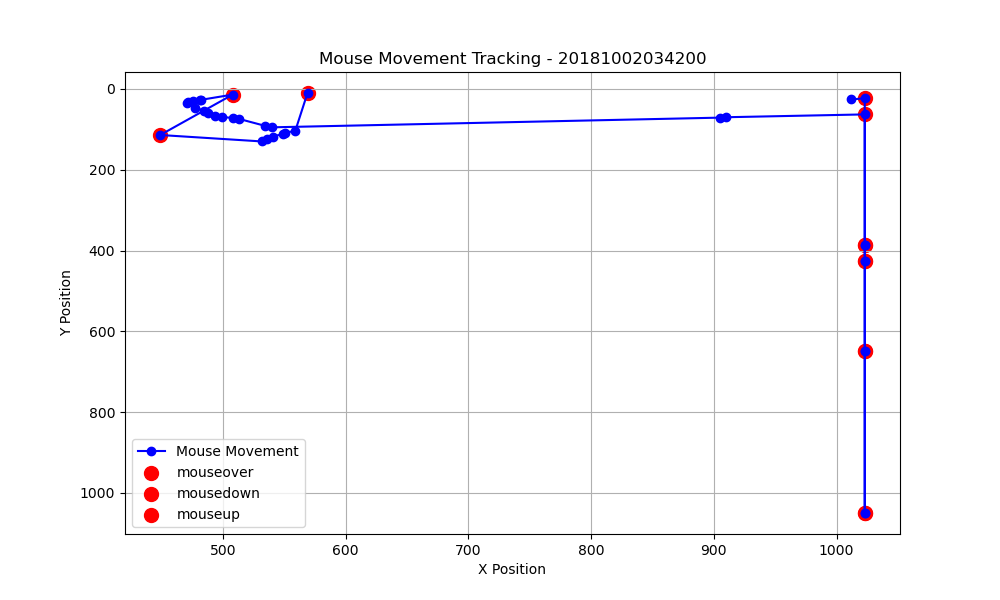 Mouse Movement Tracking - 20181002034200
0
200
400
600
800
1000
Y Position
Mouse Movement
mouseover
mousedown
mouseup
500 600 700 800 900 1000
X Position